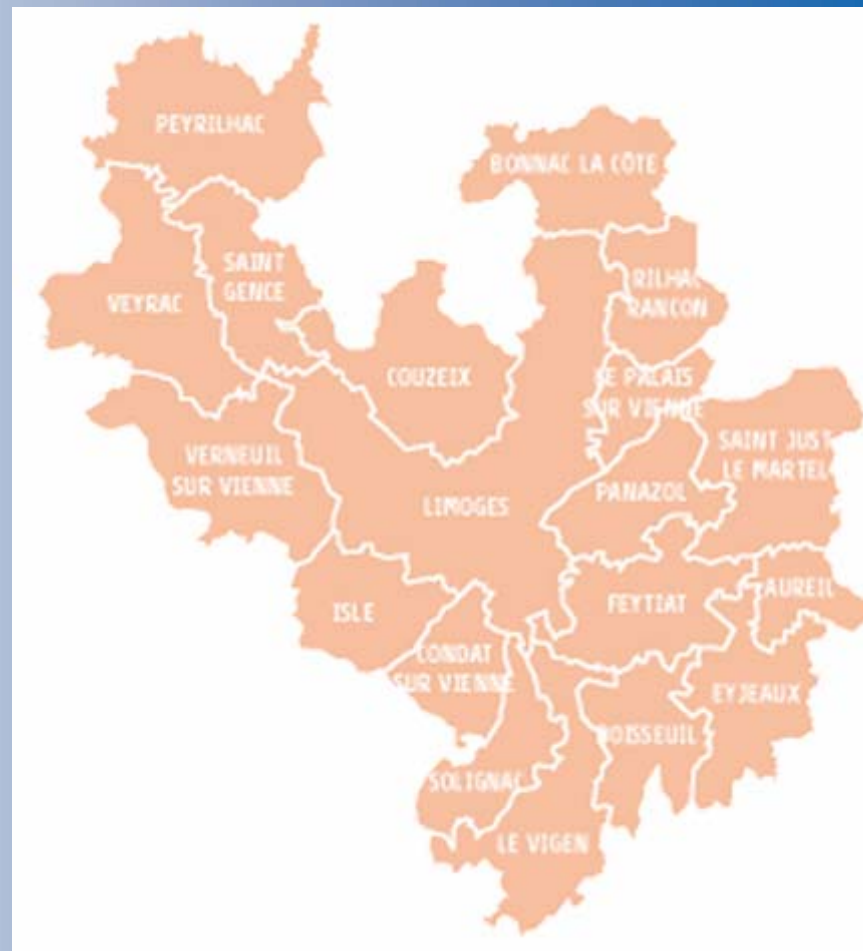 PEYRILHAC
BONNAC LA CÔTE
SAINT
GENCE
RILHAC
RANCON
VEYRAC
COUZEIX
LE PALAIS
SUR VIENNE
SAINT JUST
LE MARTEL
VERNEUIL
SUR VIENNE
PANAZOL
LIMOGES
AUREIL
FEYTIAT
ISLE
CONDAT
SUR VIENNE
EYJEAUX
BOISSEUIL
SOLIGNAC
LE VIGEN